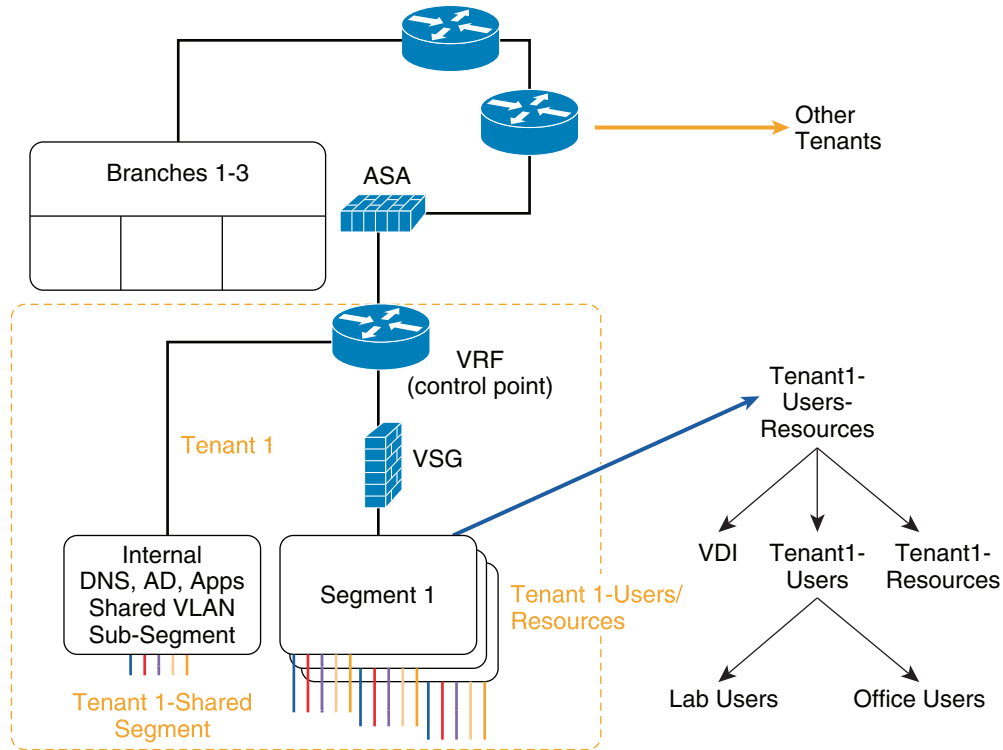 Other
Tenants
Branches 1-3
ASA
VRF
(control point)
Tenant 1
VSG
Internal
DNS, AD, Apps
Shared VLAN
Sub-Segment
Segment 1
Tenant 1-Users/
Resources
Tenant 1-Shared
Segment
Tenant1-
Users-
Resources
VDI
Tenant1-
Users
Tenant1-
Resources
Lab Users
Office Users